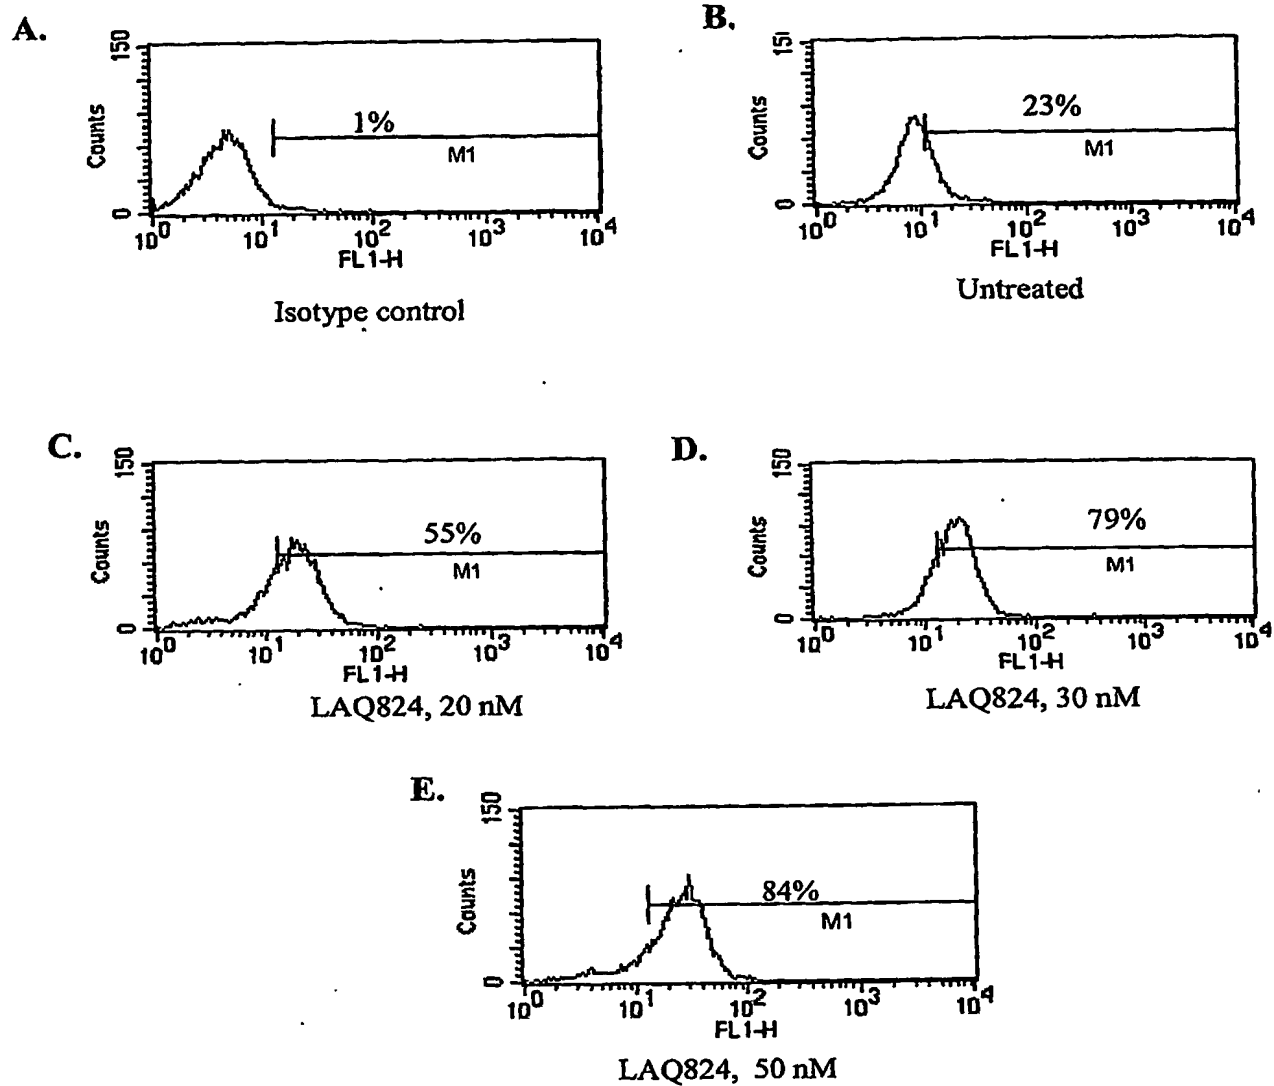 A.
150
Counts
0
1%
M1
10^0 10^1 10^2 10^3 10^4
FL1-H
Isotype control
B.
15
Counts
0
23%
M1
10^0 10^1 10^2 10^3 10^4
FL1-H
Untreated
C.
150
Counts
0
55%
M1
10^0 10^1 10^2 10^3 10^4
FL1-H
LAQ824, 20 nM
D.
150
Counts
0
79%
M1
10^0 10^1 10^2 10^3 10^4
FL1-H
LAQ824, 30 nM
E.
150
Counts
0
84%
M1
10^0 10^1 10^2 10^3 10^4
FL1-H
LAQ824, 50 nM